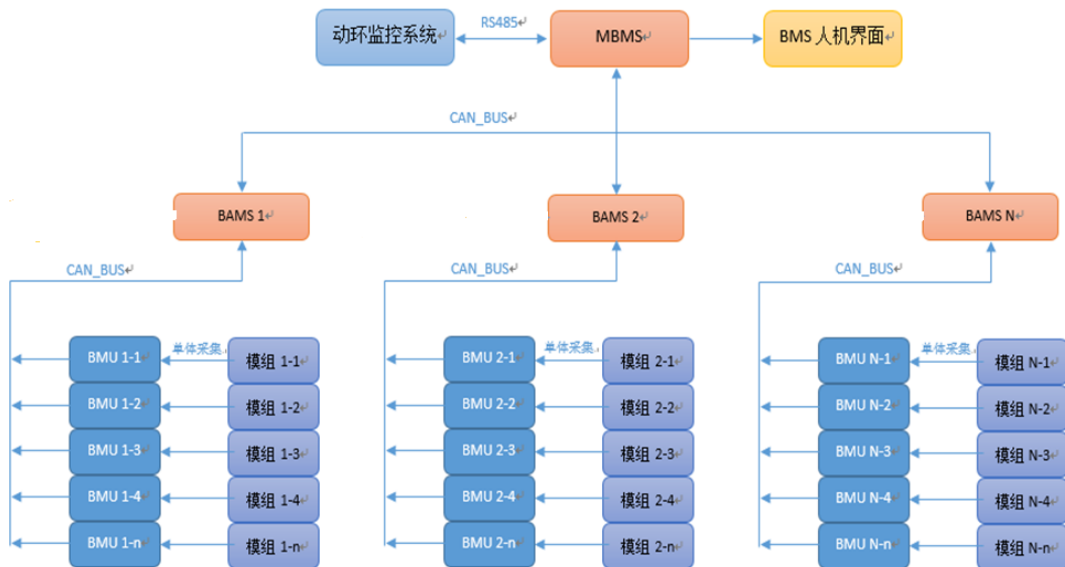 动环监控系统
RS485
MBMS
BMS 人机界面
CAN_BUS
BAMS 1
BAMS 2
BAMS N
CAN_BUS
CAN_BUS
CAN_BUS
BMU 1-1
单体采集
模组 1-1
BMU 1-2
模组 1-2
BMU 1-3
模组 1-3
BMU 1-4
模组 1-4
BMU 1-n
模组 1-n
BMU 2-1
单体采集
模组 2-1
BMU 2-2
模组 2-2
BMU 2-3
模组 2-3
BMU 2-4
模组 2-4
BMU 2-n
模组 2-n
BMU N-1
单体采集
模组 N-1
BMU N-2
模组 N-2
BMU N-3
模组 N-3
BMU N-4
模组 N-4
BMU N-n
模组 N-n